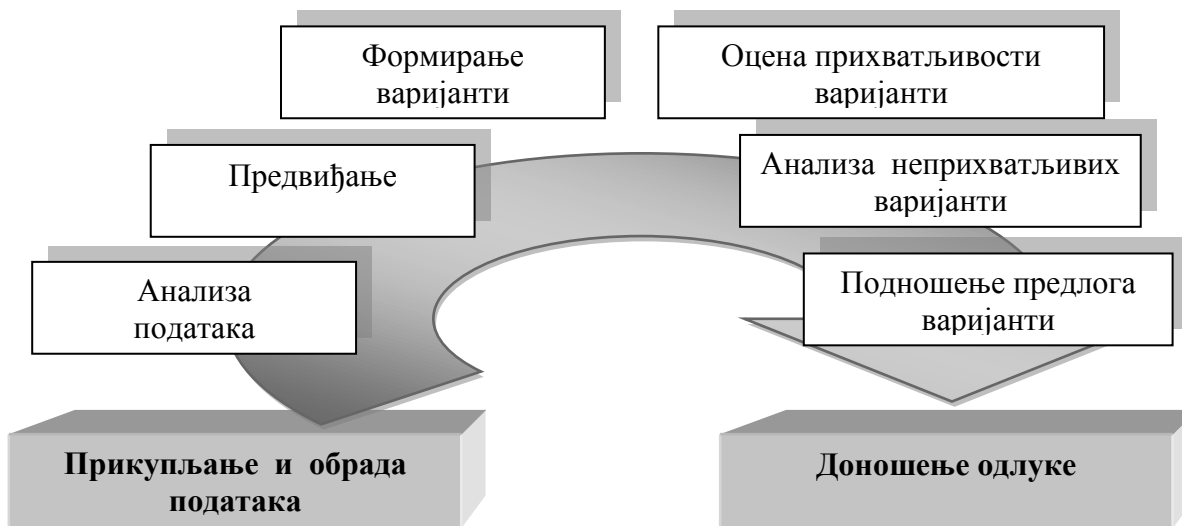 Формирање
варијанти
Оцена прихватљивости
варијанти
Предвиђање
Анализа неприхватљивих
варијанти
Анализа
података
Подношење предлога
варијанти
Прикупљање и обрада
података
Доношење одлуке